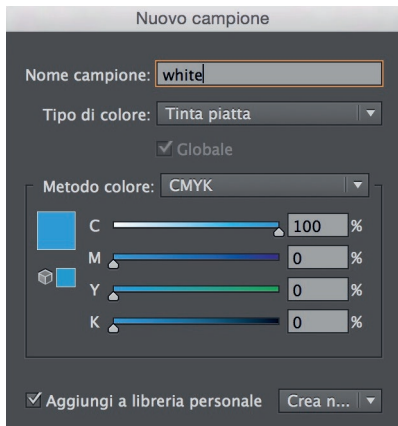 Nuovo campione
Nome campione: white
Tipo di colore: Tinta piatta
Globale
Metodo colore: CMYK
C 100 %
M 0 %
Y 0 %
K 0 %
Aggiungi a libreria personale Crea n...